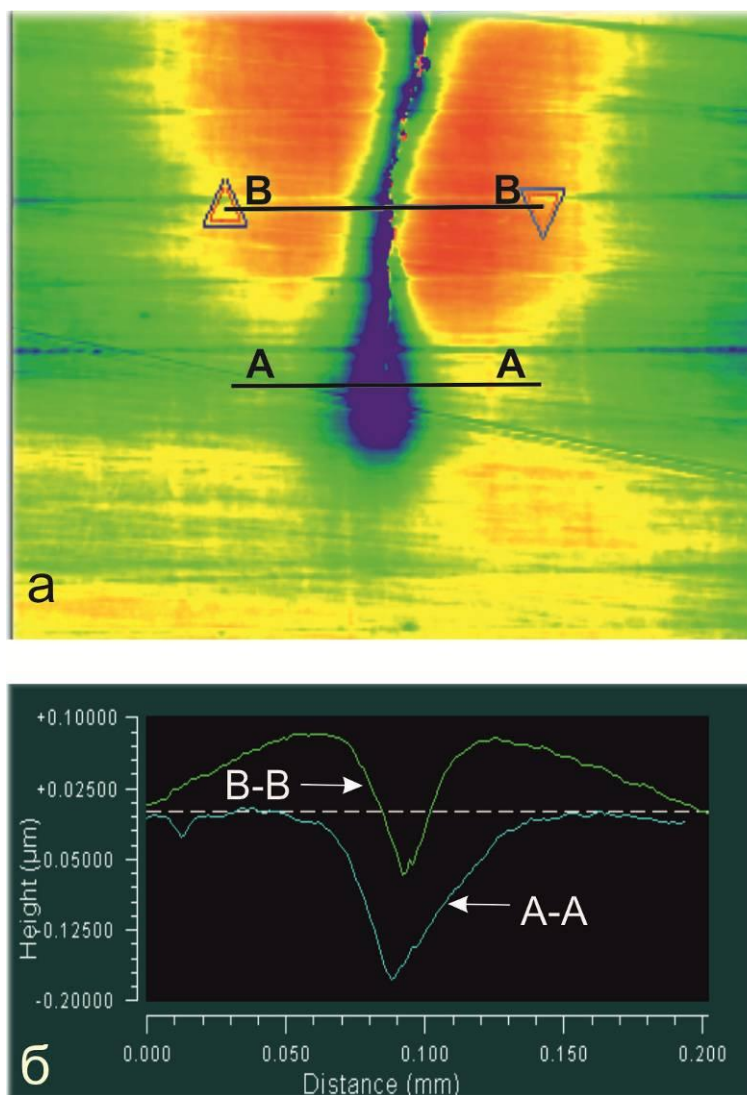 B B
A A
a
+0.10000
+0.02500
-0.05000
-0.12500
-0.20000
Height (µm)
B-B
A-A
0.000 0.050 0.100 0.150 0.200
Distance (mm)
б